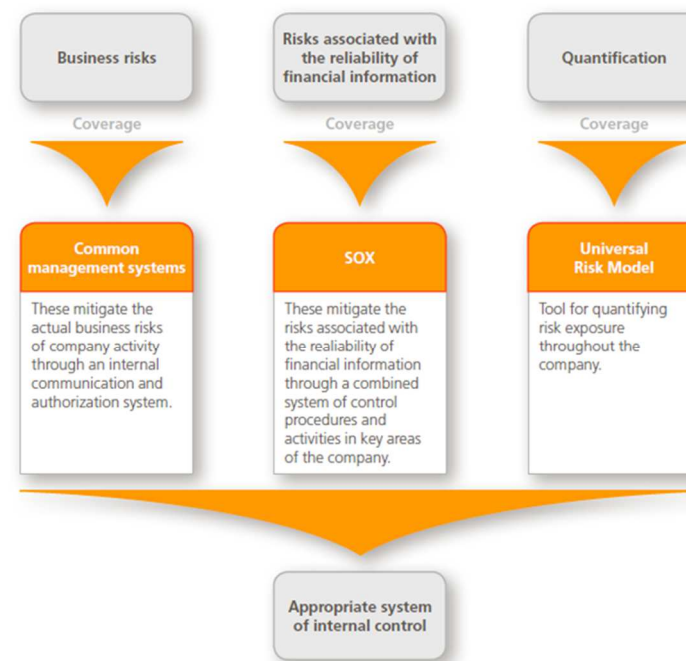 Business risks
Risks associated with
the reliability of
financial information
Quantification
Coverage
Coverage
Coverage
Common
management systems
These mitigate the
actual business risks
of company activity
through an internal
communication and
authorization system.
SOX
These mitigate the
risks associated with
the realiability of
financial information
through a combined
system of control
procedures and
activities in key areas
of the company.
Universal
Risk Model
Tool for quantifying
risk exposure
throughout the
company.
Appropriate system
of internal control